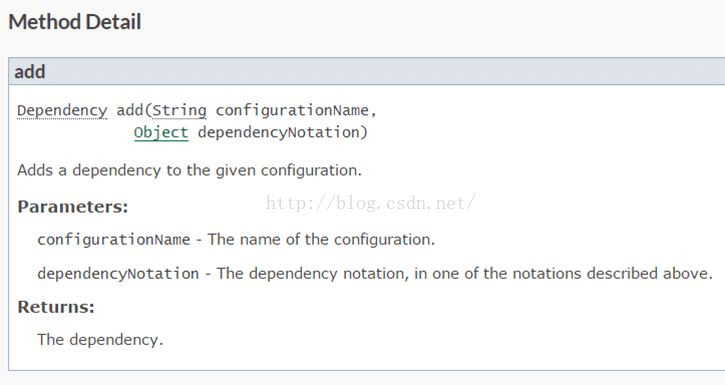 Method Detail
add
Dependency add(String configurationName,
Object dependencyNotation)
Adds a dependency to the given configuration.
http://blog.csdn.net/
Parameters:
configurationName - The name of the configuration.
dependencyNotation - The dependency notation, in one of the notations described above.
Returns:
The dependency.